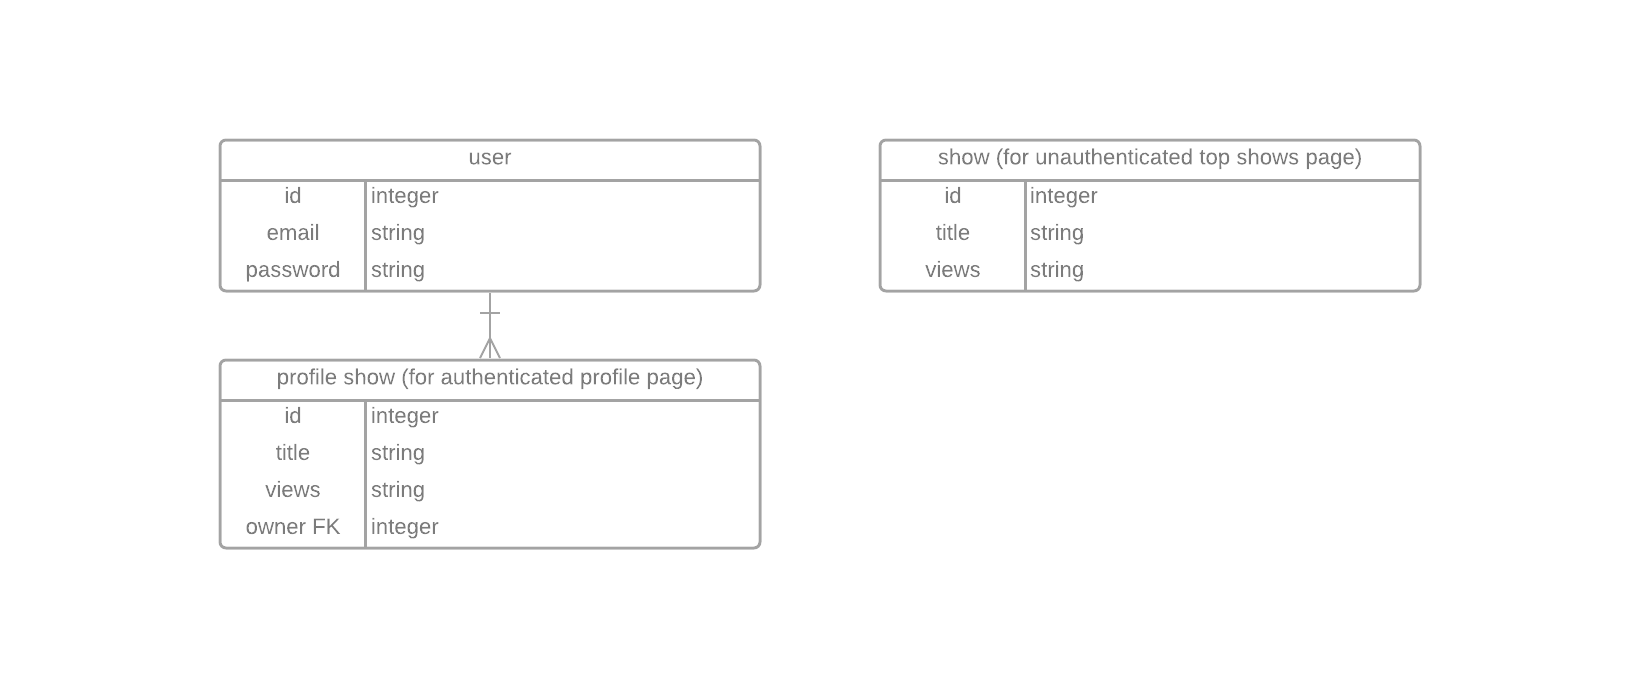 user
id integer
email string
password string
profile show (for authenticated profile page)
id integer
title string
views string
owner FK integer
show (for unauthenticated top shows page)
id integer
title string
views string